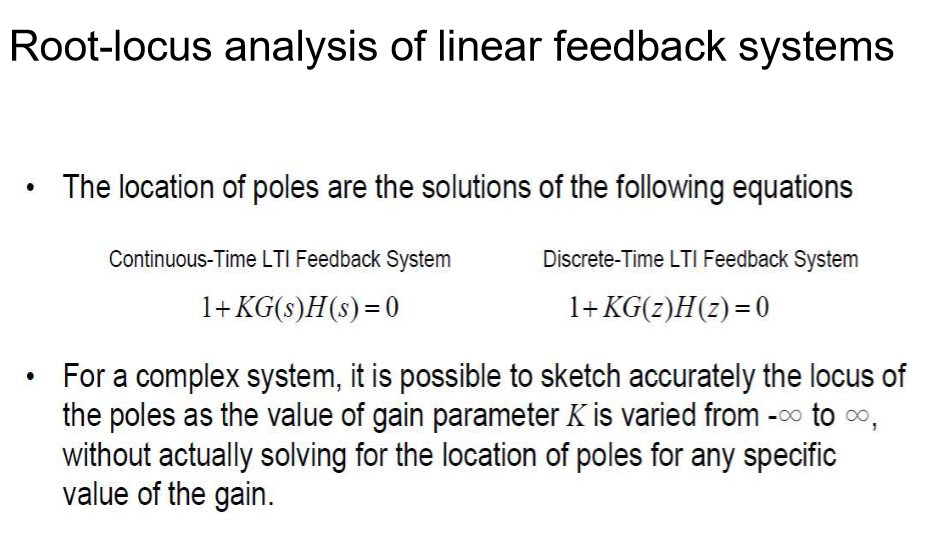 Root-locus analysis of linear feedback systems
• The location of poles are the solutions of the following equations
Continuous-Time LTI Feedback System Discrete-Time LTI Feedback System
1+KG(s)H(s)=0 1+KG(z)H(z)=0
• For a complex system, it is possible to sketch accurately the locus of
the poles as the value of gain parameter K is varied from -∞ to ∞,
without actually solving for the location of poles for any specific
value of the gain.